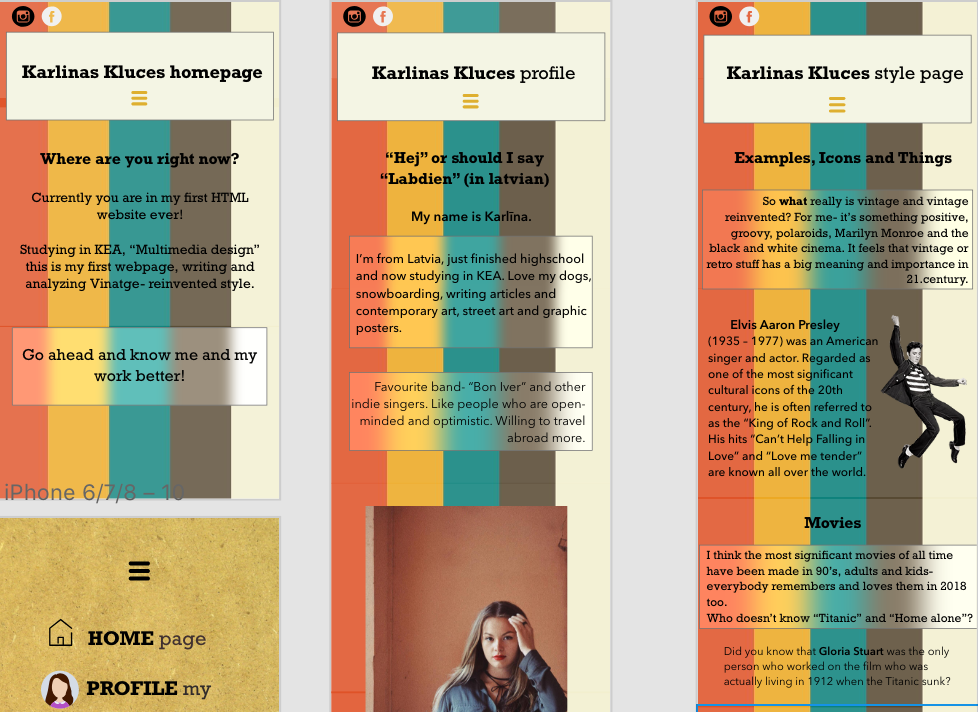 Karlinas Kluces homepage
Where are you right now?
Currently you are in my first HTML
website ever!
Studying in KEA, “Multimedia design”
this is my first webpage, writing and
analyzing Vinatge- reinvented style.
Go ahead and know me and my
work better!
iPhone 6/7/8 – 10
HOME page
PROFILE my
Karlinas Kluces profile
“Hej” or should I say
“Labdien” (in latvian)
My name is Karlīna.
I’m from Latvia, just finished highschool
and now studying in KEA. Love my dogs,
snowboarding, writing articles and
contemporary art, street art and graphic
posters.
Favourite band- “Bon Iver” and other
indie singers. Like people who are open-
minded and optimistic. Willing to travel
abroad more.
Karlinas Kluces style page
Examples, Icons and Things
So what really is vintage and vintage
reinvented? For me- it’s something positive,
groovy, polaroids, Marilyn Monroe and the
black and white cinema. It feels that vintage or
retro stuff has a big meaning and importance in
21.century.
Elvis Aaron Presley
(1935 – 1977) was an American
singer and actor. Regarded as
one of the most significant
cultural icons of the 20th
century, he is often referred to
as the “King of Rock and Roll”.
His hits “Can’t Help Falling in
Love” and “Love me tender”
are known all over the world.
Movies
I think the most significant movies of all time
have been made in 90’s, adults and kids-
everybody remembers and loves them in 2018
too.
Who doesn’t know “Titanic” and “Home alone”?
Did you know that Gloria Stuart was the only
person who worked on the film who was
actually living in 1912 when the Titanic sunk?